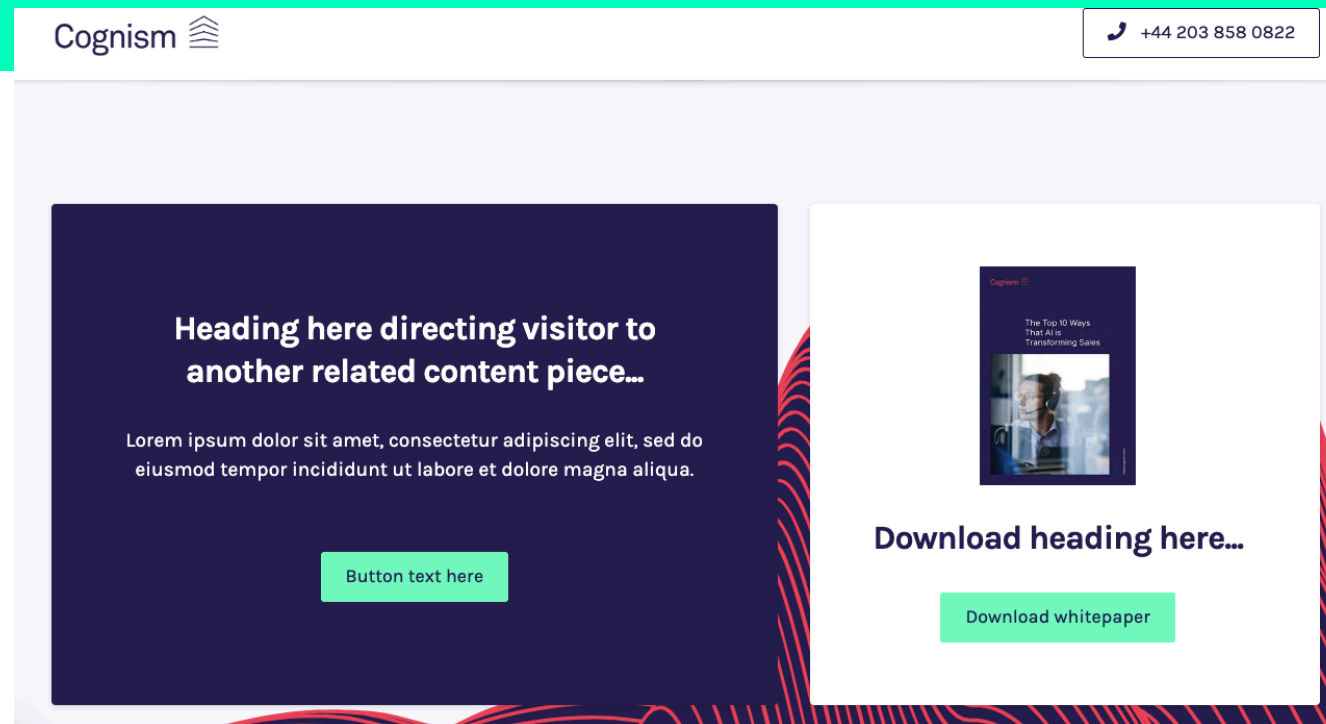 Cognism
+44 203 858 0822
Heading here directing visitor to
another related content piece...
Lorem ipsum dolor sit amet, consectetur adipiscing elit, sed do
eiusmod tempor incididunt ut labore et dolore magna aliqua.
Button text here
Cognism
The Top 10 Ways
That AI is
Transforming Sales
Download heading here...
Download whitepaper